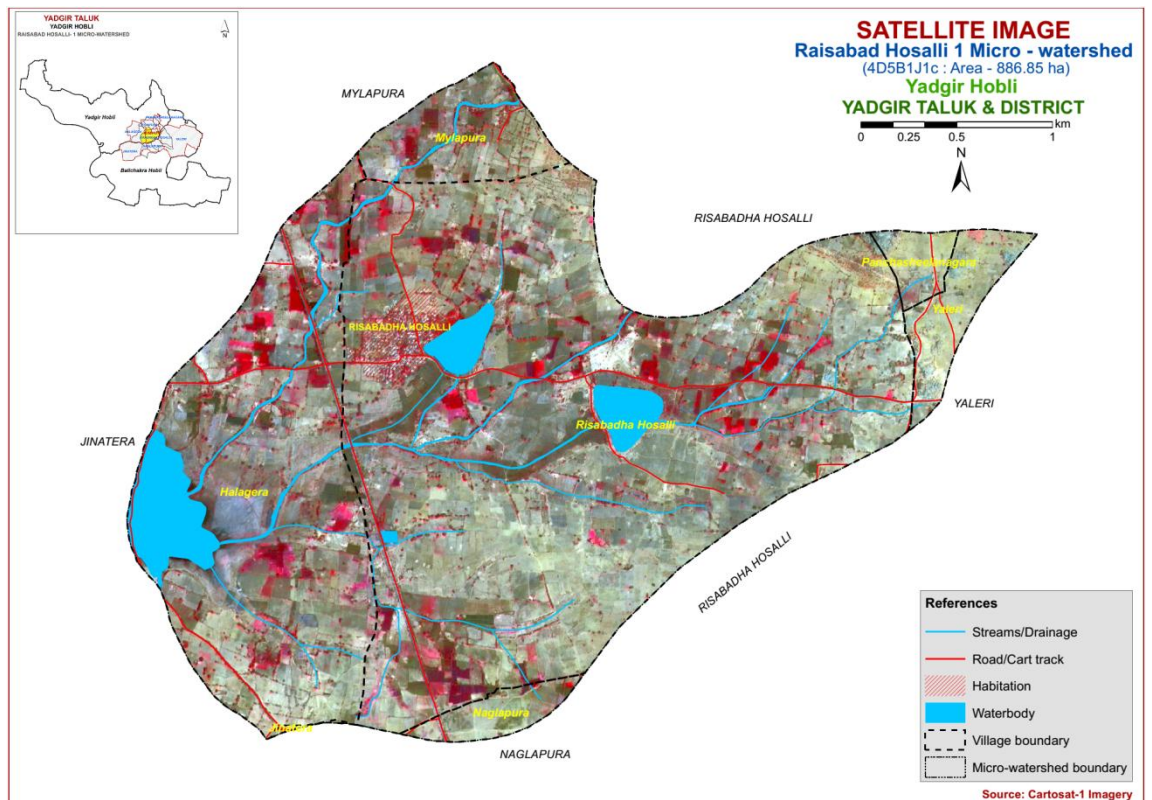 YADGIR TALUK
YADGIR HOBLI
RAISABAD HOSALLI- 1 MICRO-WATERSHED
N
Yadgir Hobli
Balichakra Hobli
SATELLITE IMAGE
Raisabad Hosalli 1 Micro - watershed
(4D5B1J1c : Area - 886.85 ha)
Yadgir Hobli
YADGIR TALUK & DISTRICT
km
0 0.25 0.5 1
N
MYLAPURA
Mylapura
RISABADHA HOSALLI
Yaleri
RISABADHA HOSALLI
YALERI
JINATERA
Risabadha Hosalli
Halagera
RISABADHA HOSALLI
Naglapura
NAGLAPURA
References
Streams/Drainage
Road/Cart track
Habitation
Waterbody
Village boundary
Micro-watershed boundary
Source: Cartosat-1 Imagery